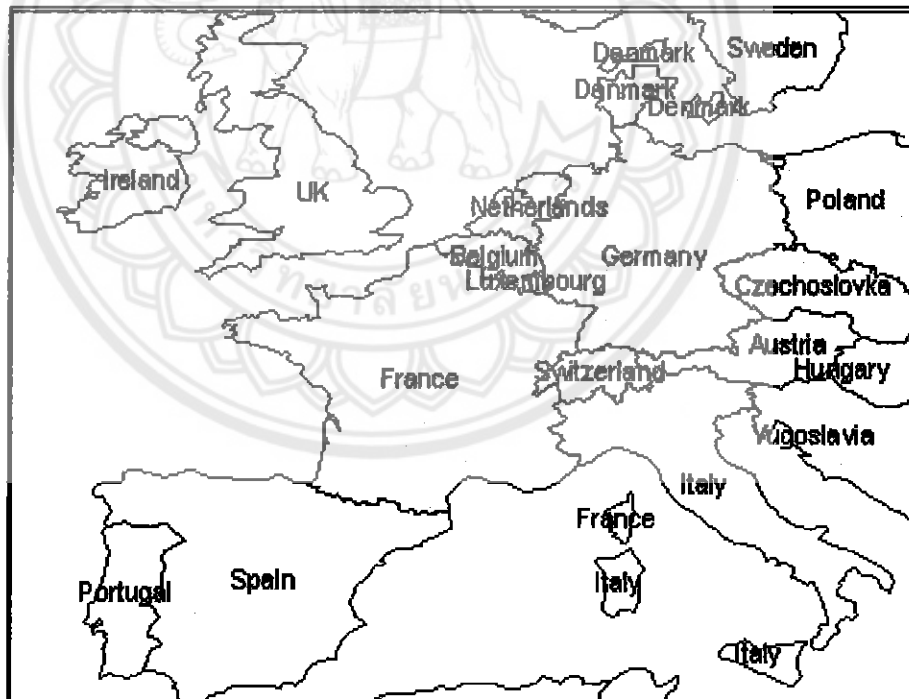 Denmark
Sweden
Denmark
Denmark
Ireland
UK
Netherlands
Poland
Belgium
Germany
Luxembourg
Czechoslovka
Austria
France
Switzerland
Hungary
Yugoslavia
Italy
France
Portugal
Spain
Italy
Italy